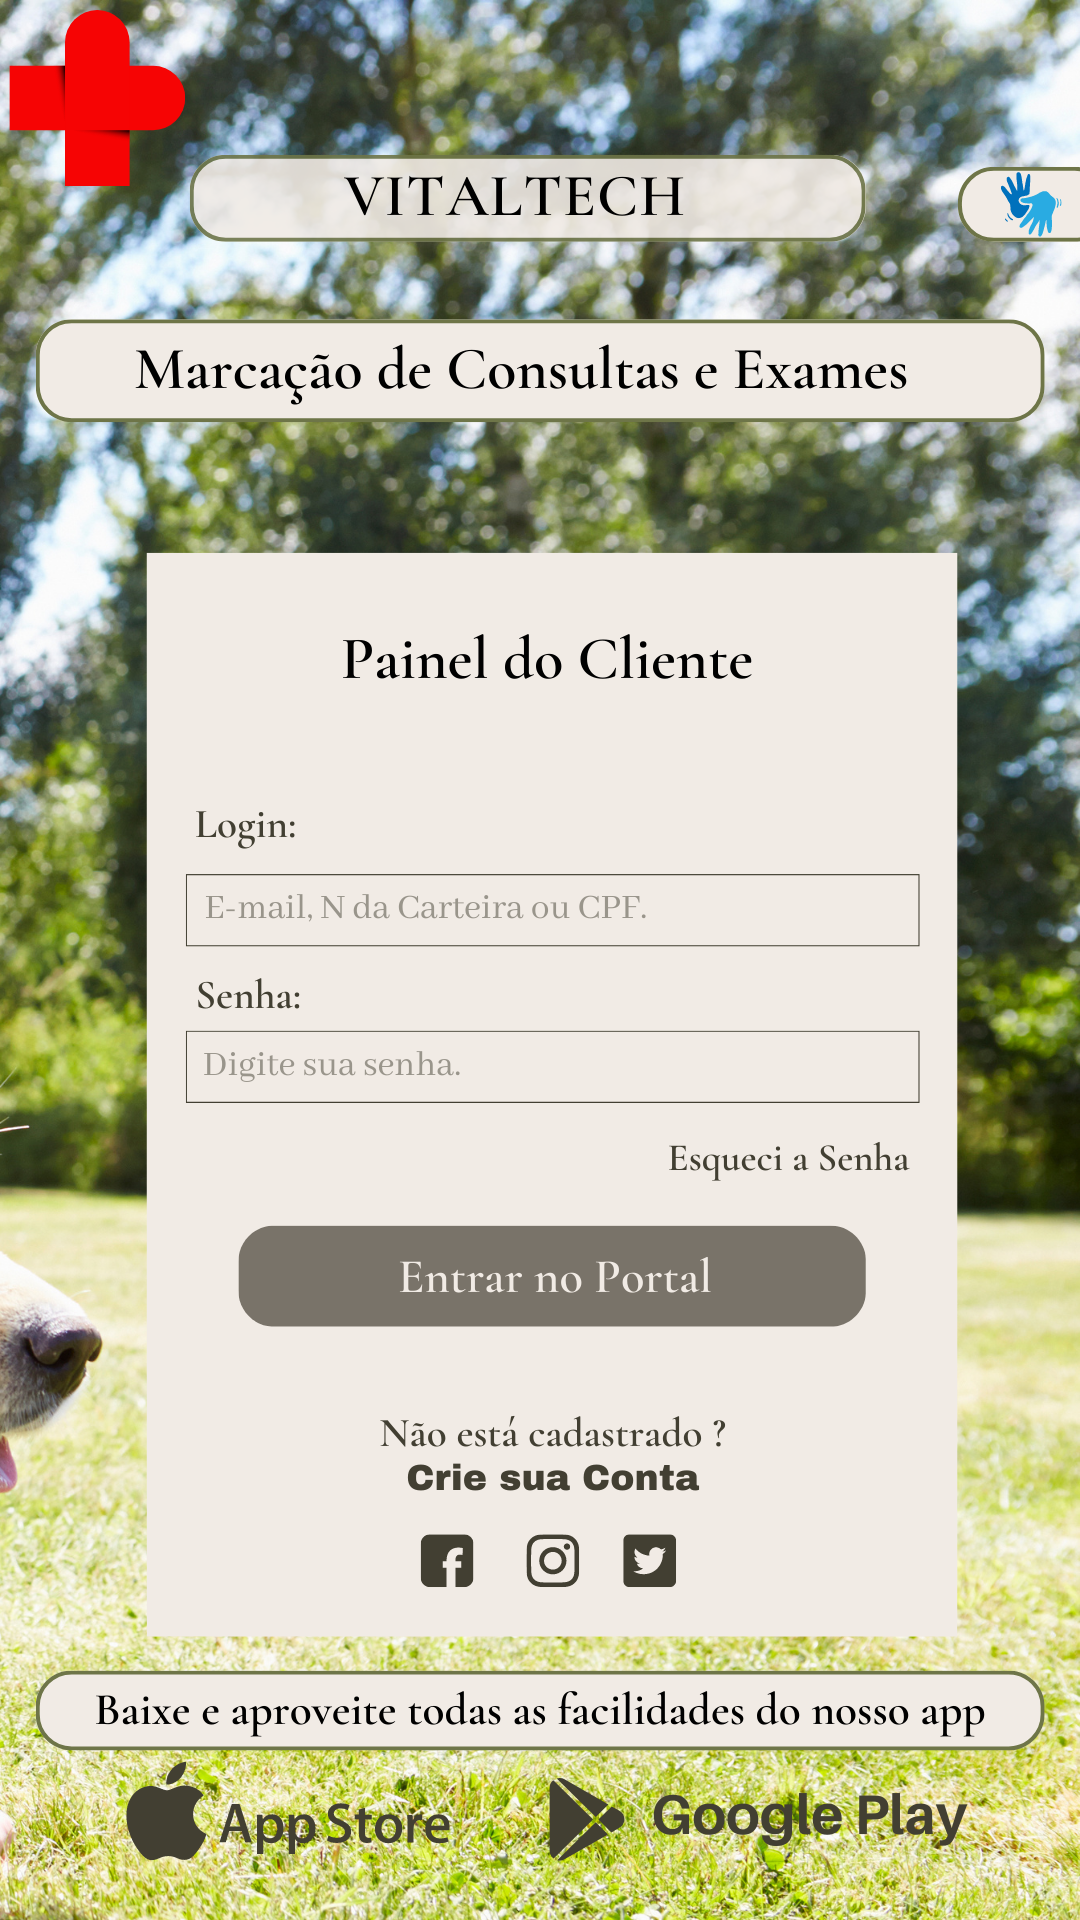 VITALTECH
Marcação de Consultas e Exames
Painel do Cliente
Login:
E-mail, N da Carteira ou CPF.
Senha:
Digite sua senha.
Esqueci a Senha
Entrar no Portal
Não está cadastrado ?
Crie sua Conta
Baixe e aproveite todas as facilidades do nosso app
App Store
Google Play